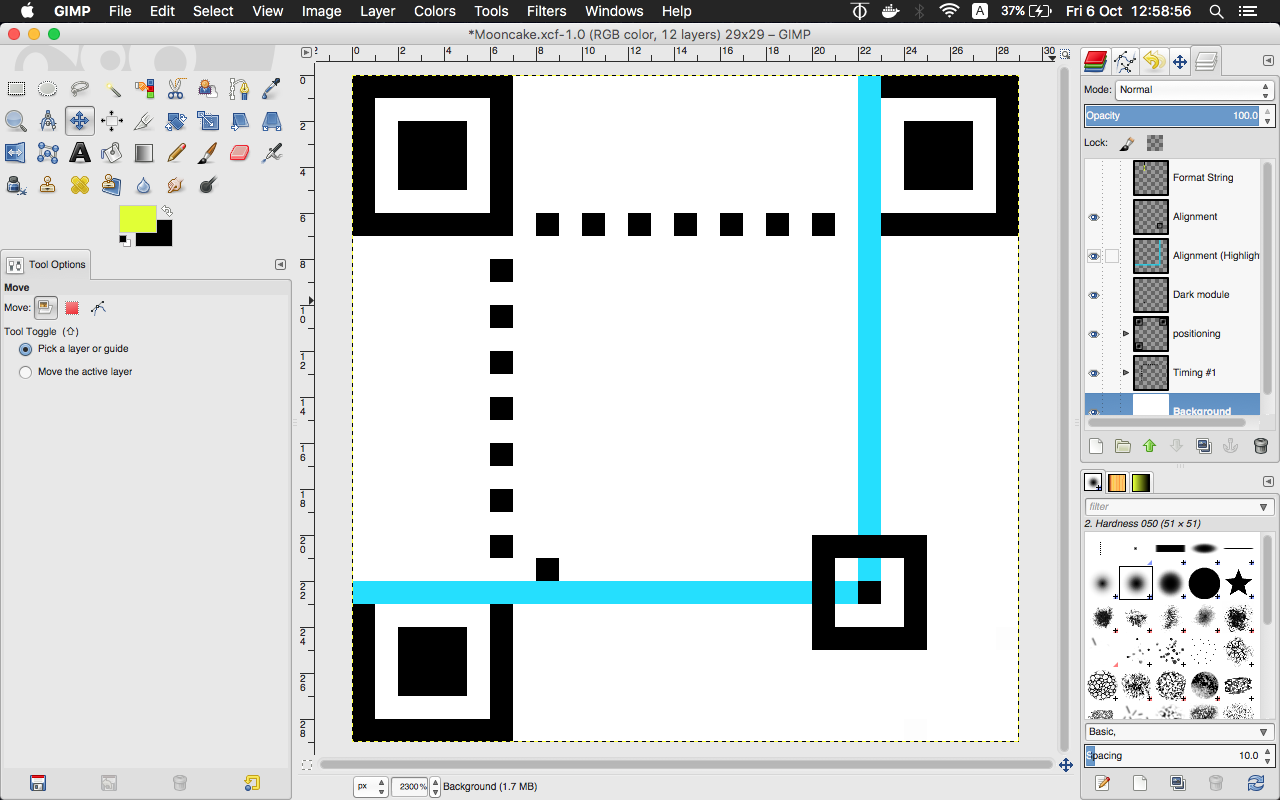 GIMP File Edit Select View Image Layer Colors Tools Filters Windows Help A 37% Fri 6 Oct 12:58:56
*Mooncake.xcf-1.0 (RGB color, 12 layers) 29x29 – GIMP
0 2 4 6 8 10 12 14 16 18 20 22 24 26 28 30
0
2
4
6
8
10
12
14
16
18
20
22
24
26
28
Tool Options
Move
Move:
Tool Toggle (⇧)
Pick a layer or guide
Move the active layer
px 2300% Background (1.7 MB)
Mode: Normal
Opacity 100.0
Lock:
Format String
Alignment
Alignment (Highligh
Dark module
positioning
Timing #1
Background
filter
2. Hardness 050 (51 × 51)
Basic,
Spacing 10.0